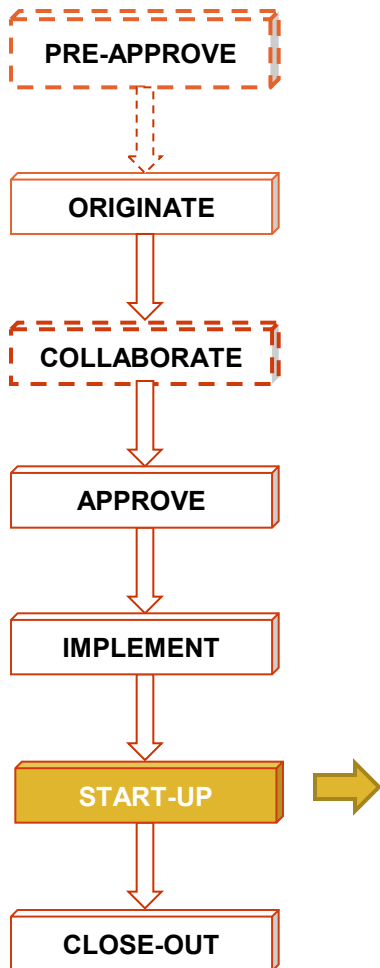 PRE-APPROVE
ORIGINATE
COLLABORATE
APPROVE
IMPLEMENT
START-UP
CLOSE-OUT